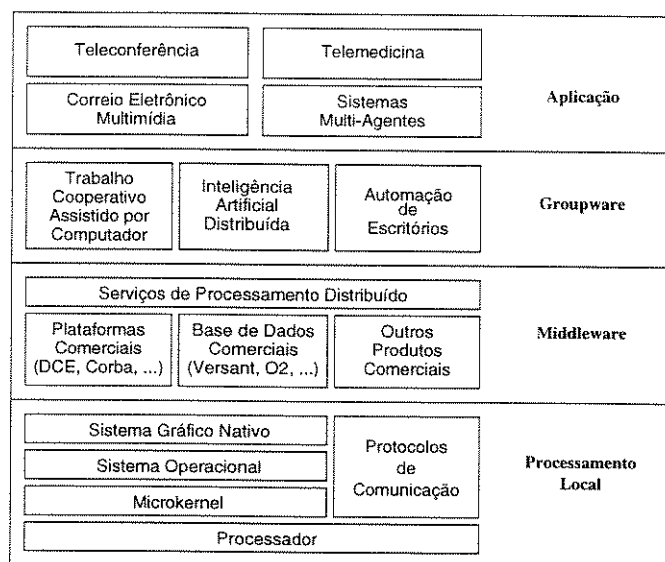 Teleconferência
Telemedicina
Correio Eletrônico
Multimídia
Sistemas
Multi-Agentes
Aplicação
Trabalho
Cooperativo
Assistido por
Computador
Inteligência
Artificial
Distribuída
Automação
de
Escritórios
Groupware
Serviços de Processamento Distribuído
Plataformas
Comerciais
(DCE, Corba, ...)
Base de Dados
Comerciais
(Versant, O2, ...)
Outros
Produtos
Comerciais
Middleware
Sistema Gráfico Nativo
Sistema Operacional
Microkernel
Protocolos
de
Comunicação
Processador
Processamento
Local